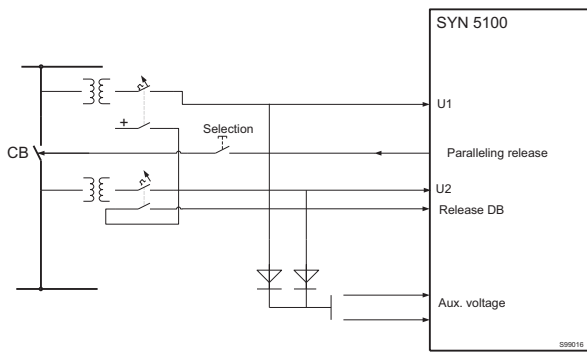 SYN 5100
U1
+
Selection
CB
Paralleling release
U2
Release DB
Aux. voltage
S99016